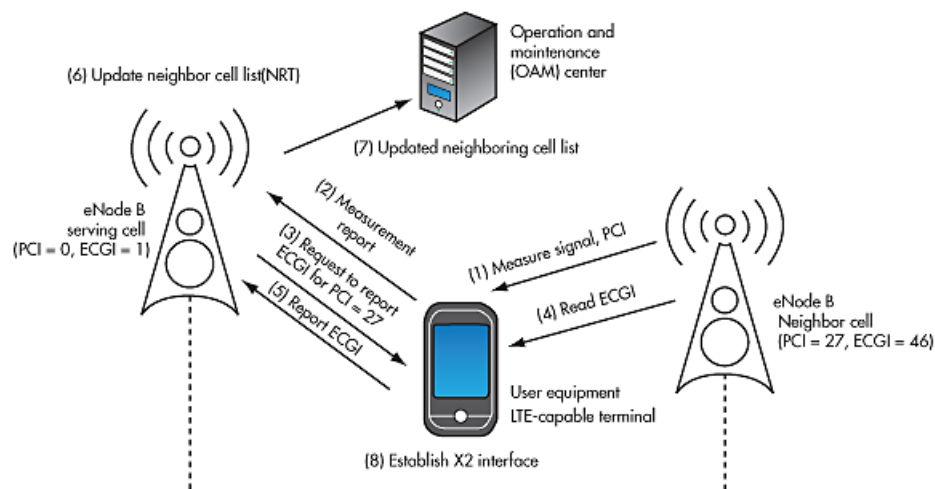 Operation and
maintenance
(OAM) center
(6) Update neighbor cell list(NRT)
(7) Updated neighboring cell list
eNode B
serving cell
(PCI = 0, ECGI = 1)
(2) Measurement
report
(3) Request to report
ECGI for PCI = 27
(5) Report ECGI
(1) Measure signal, PCI
(4) Read ECGI
eNode B
Neighbor cell
(PCI = 27, ECGI = 46)
User equipment
LTE-capable terminal
(8) Establish X2 interface